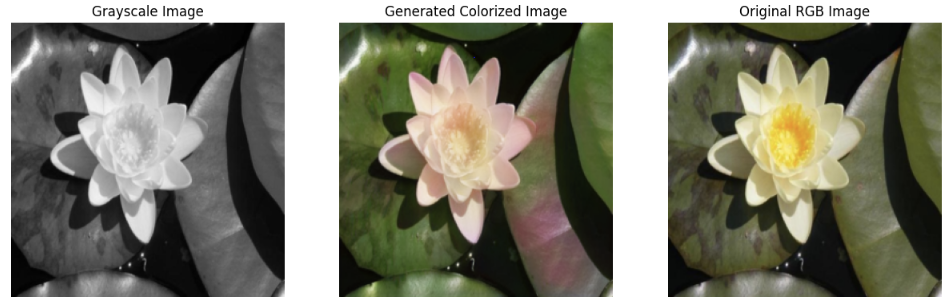 Grayscale Image
Generated Colorized Image
Original RGB Image